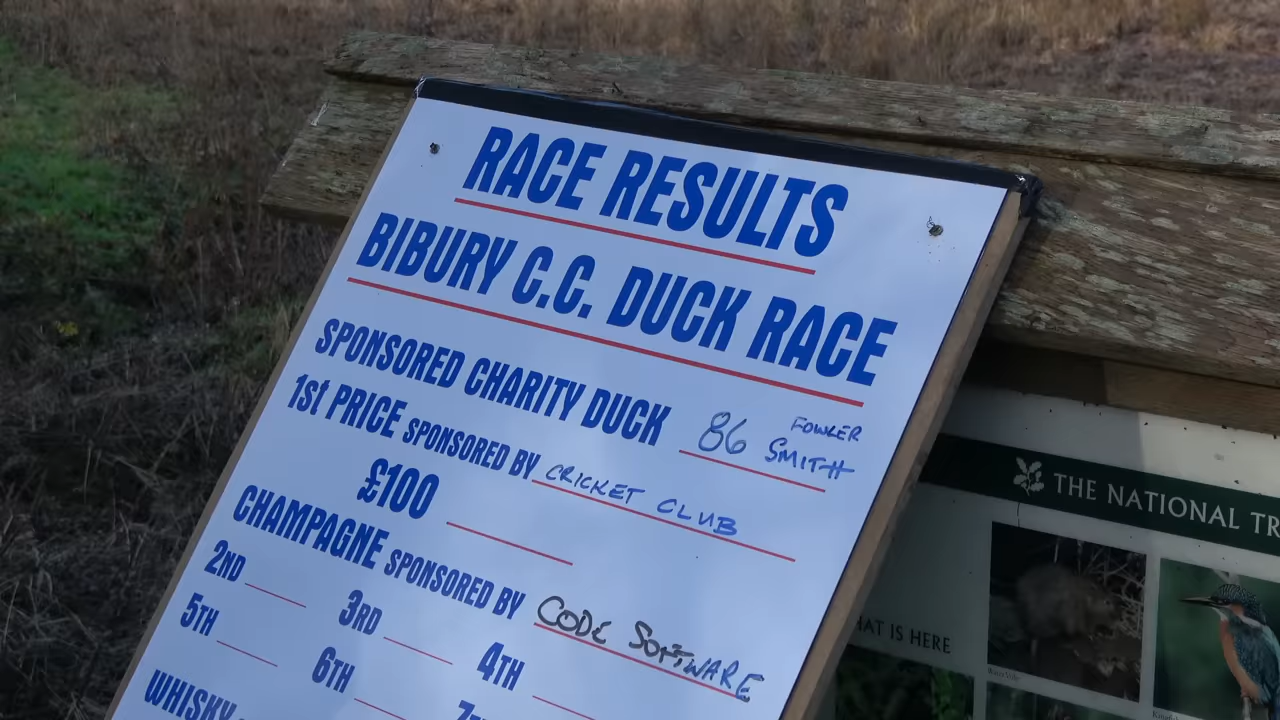 RACE RESULTS
BIBURY C.C. DUCK RACE
SPONSORED CHARITY DUCK 86 FOWLER SMITH
1st PRICE SPONSORED BY CRICKET CLUB
£100
CHAMPAGNE SPONSORED BY CODE SOFTWARE
2ND 3RD 4TH
5TH 6TH
WHISKY
THE NATIONAL TR
HAT IS HERE